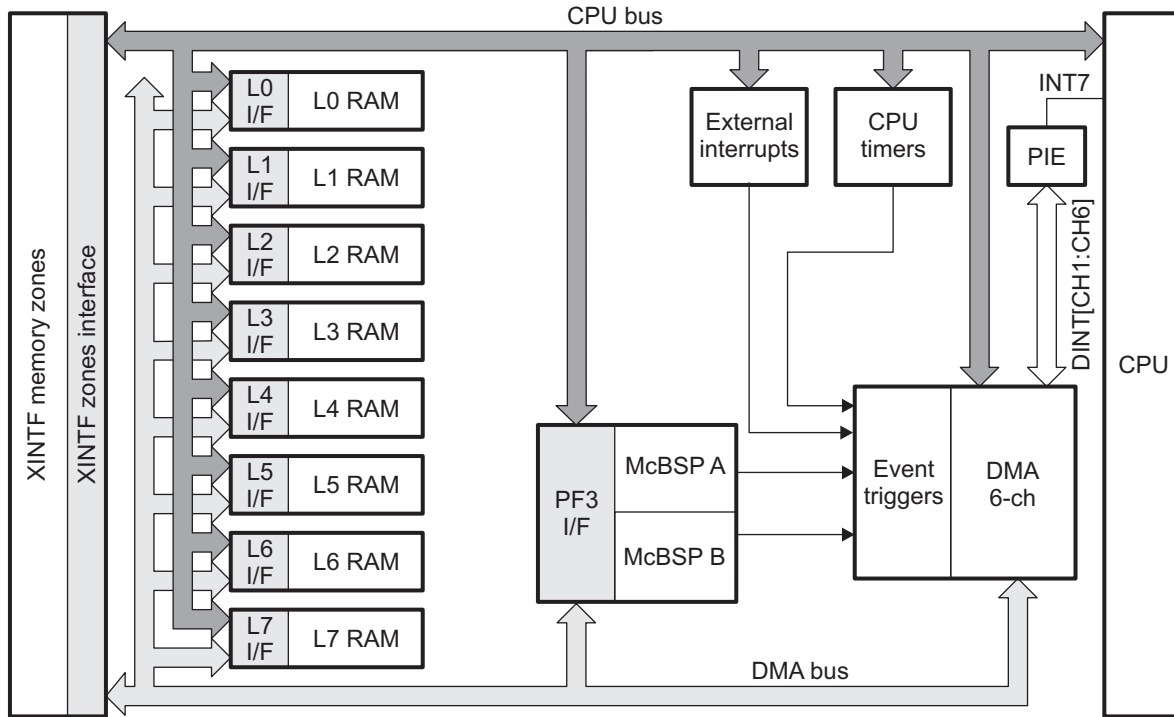 CPU bus
XINTF memory zones
XINTF zones interface
L0
I/F
L0 RAM
L1
I/F
L1 RAM
L2
I/F
L2 RAM
L3
I/F
L3 RAM
L4
I/F
L4 RAM
L5
I/F
L5 RAM
L6
I/F
L6 RAM
L7
I/F
L7 RAM
External
interrupts
CPU
timers
INT7
PIE
DINT[CH1:CH6]
CPU
PF3
I/F
McBSP A
McBSP B
Event
triggers
DMA
6-ch
DMA bus